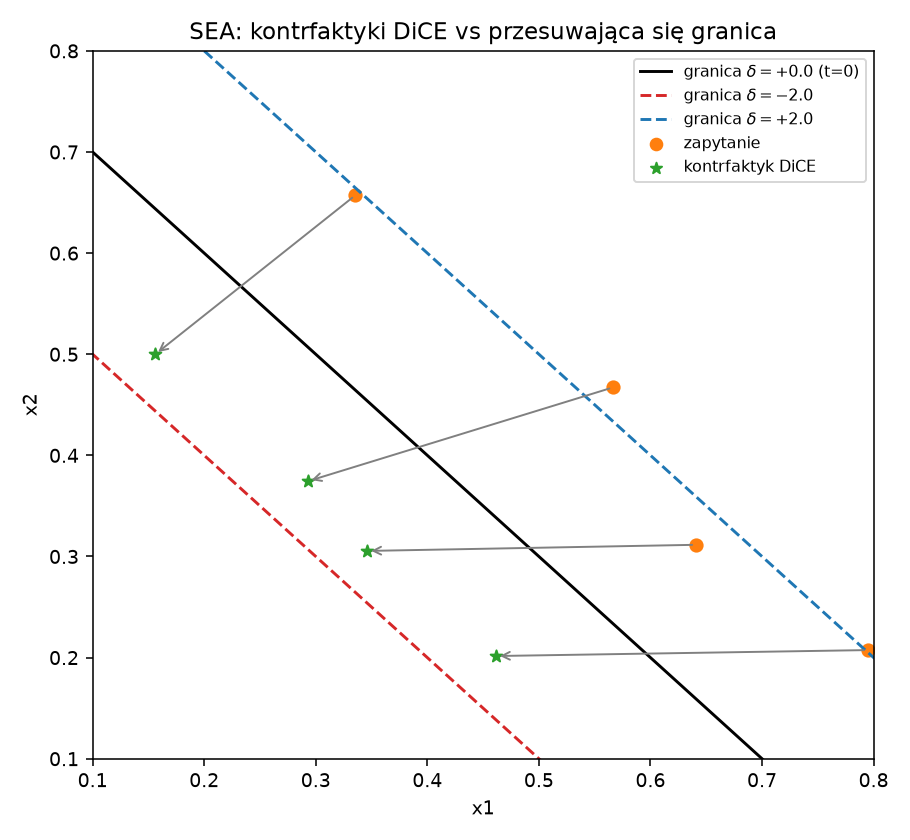 SEA: kontrfaktyki DiCE vs przesuwająca się granica
granica δ = +0.0 (t=0)
granica δ = −2.0
granica δ = +2.0
zapytanie
kontrfaktyk DiCE
0.8
0.7
0.6
0.5
0.4
0.3
0.2
0.1
x2
0.1 0.2 0.3 0.4 0.5 0.6 0.7 0.8
x1